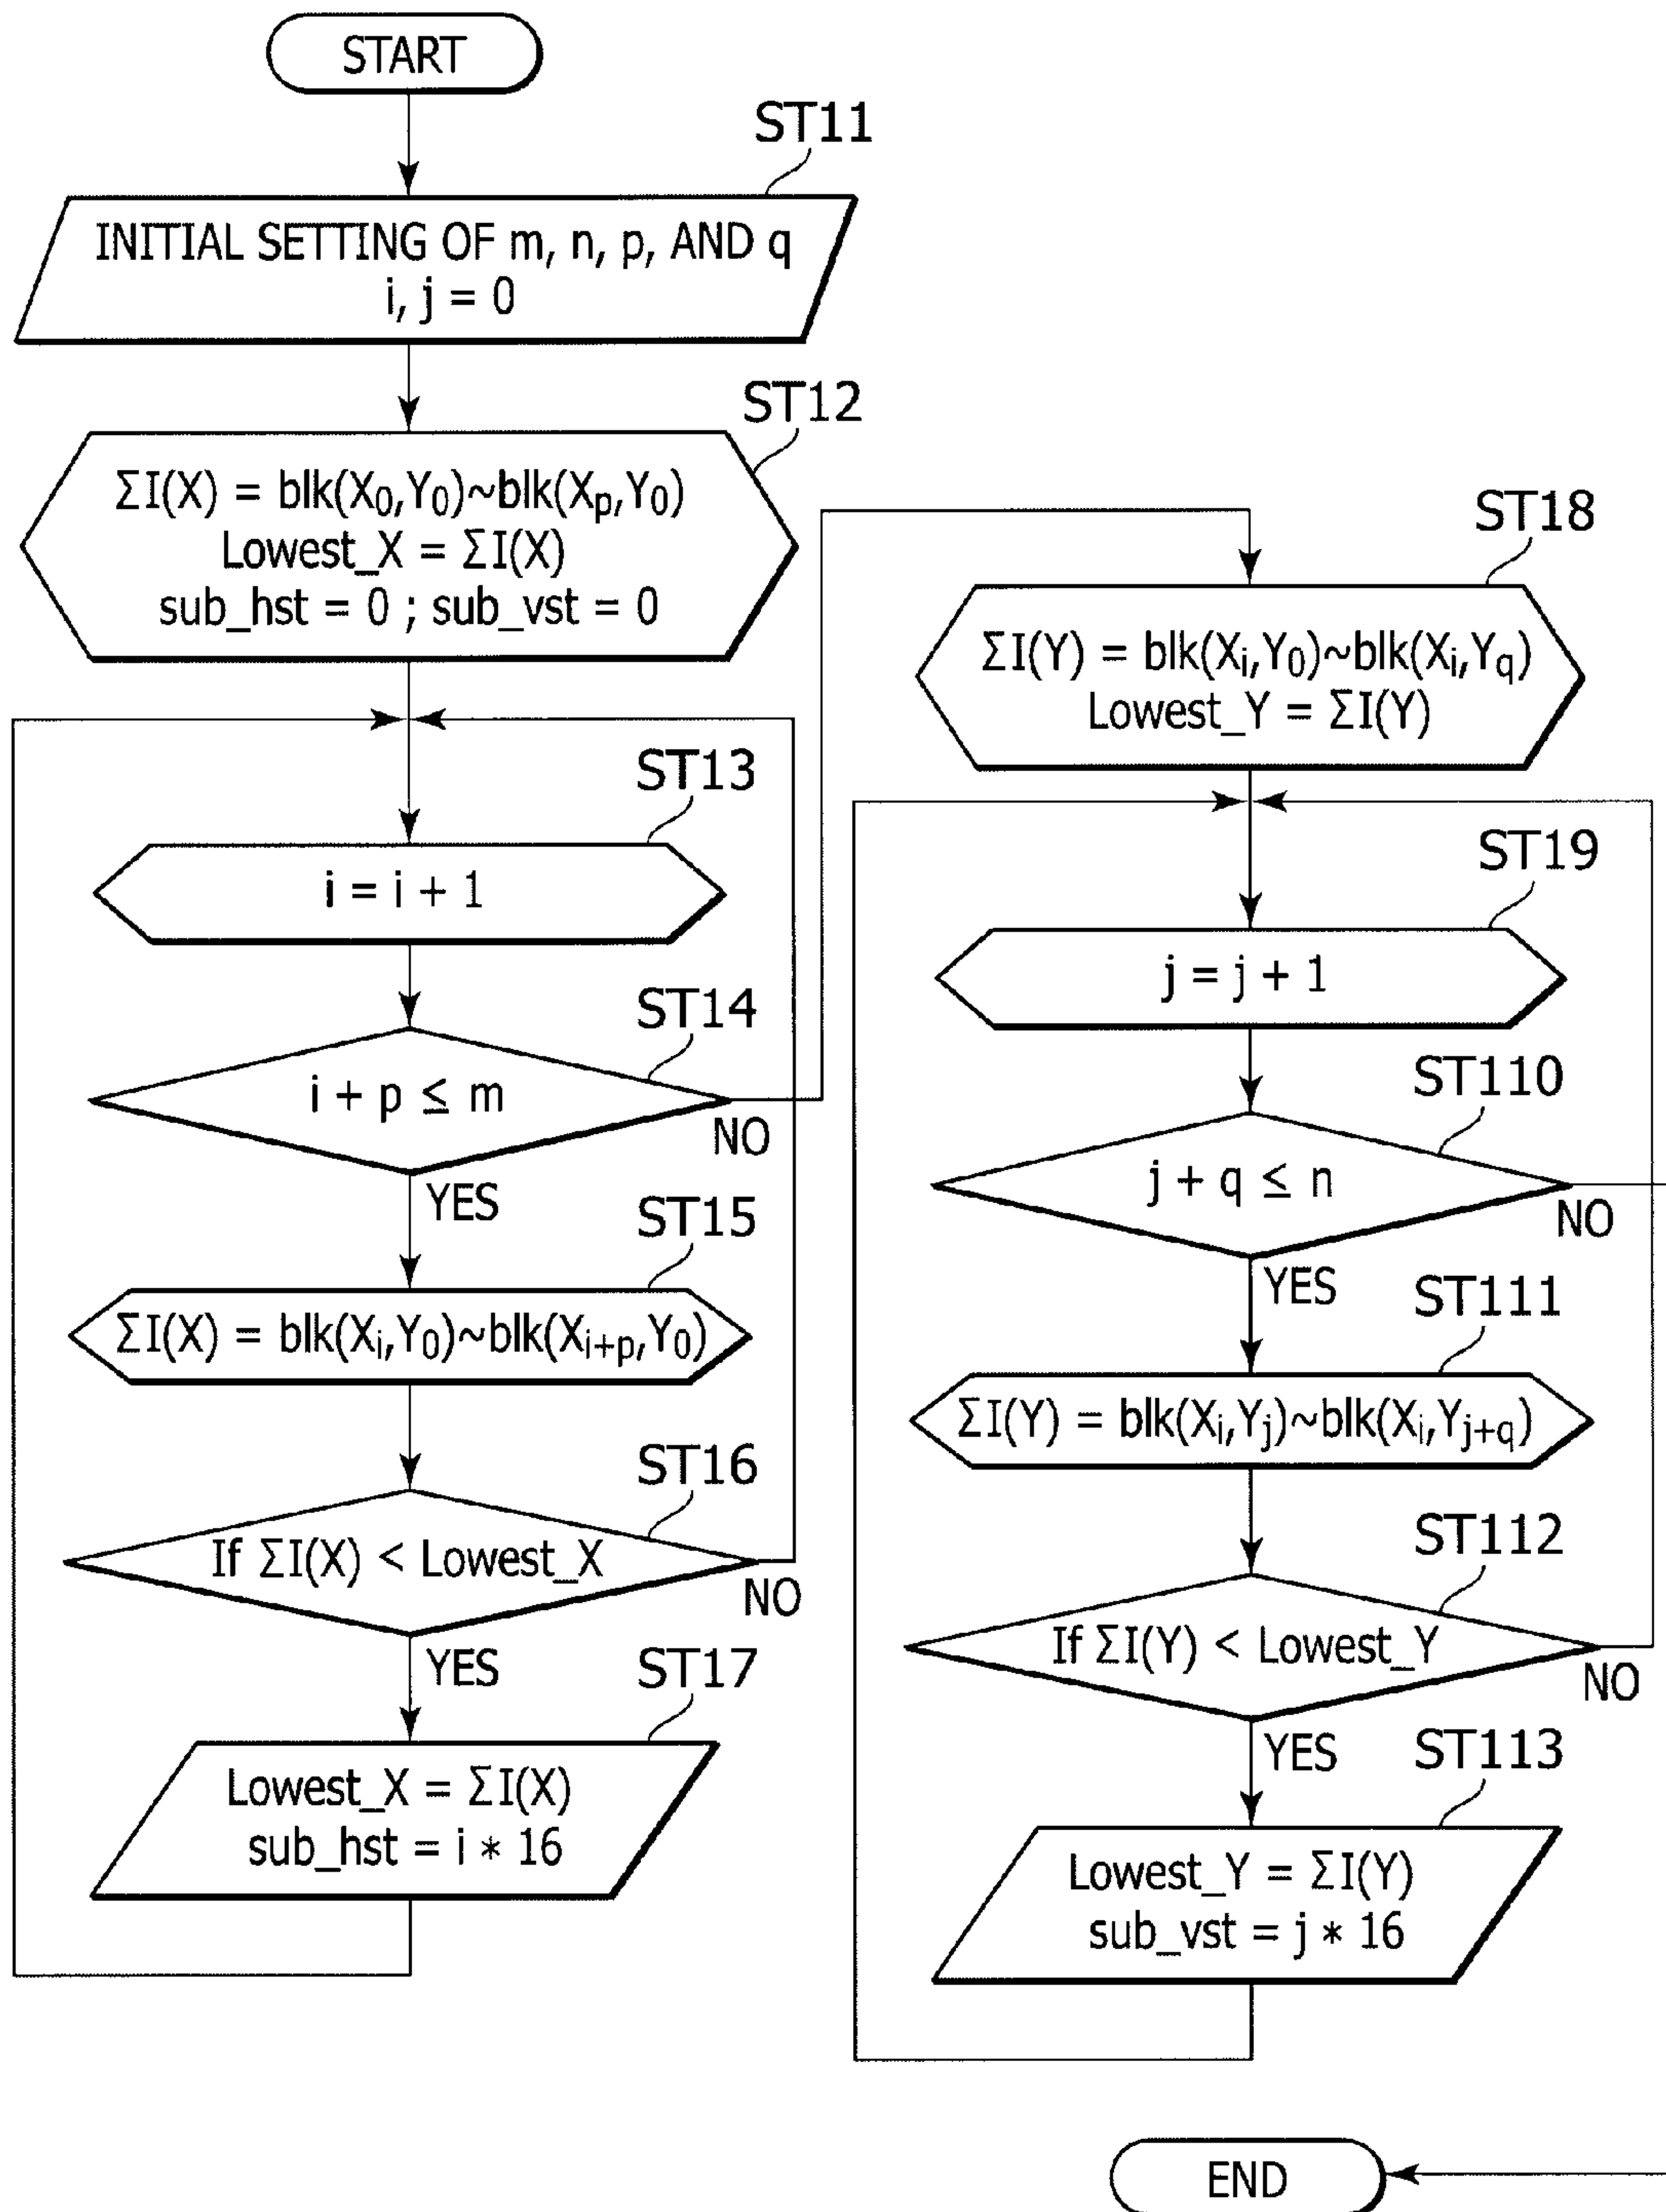 START
ST11
INITIAL SETTING OF m, n, p, AND q
i, j = 0
ST12
ΣI(X) = blk(X₀,Y₀)~blk(Xₚ,Y₀)
Lowest_X = ΣI(X)
sub_hst = 0 ; sub_vst = 0
ST13
i = i + 1
ST14
i + p ≤ m
NO
YES
ST15
ΣI(X) = blk(Xᵢ,Y₀)~blk(Xᵢ₊ₚ,Y₀)
ST16
If ΣI(X) < Lowest_X
NO
YES
ST17
Lowest_X = ΣI(X)
sub_hst = i * 16
ST18
ΣI(Y) = blk(Xᵢ,Y₀)~blk(Xᵢ,Y_q)
Lowest_Y = ΣI(Y)
ST19
j = j + 1
ST110
j + q ≤ n
NO
YES
ST111
ΣI(Y) = blk(Xᵢ,Yⱼ)~blk(Xᵢ,Y_j+q)
ST112
If ΣI(Y) < Lowest_Y
NO
YES
ST113
Lowest_Y = ΣI(Y)
sub_vst = j * 16
END